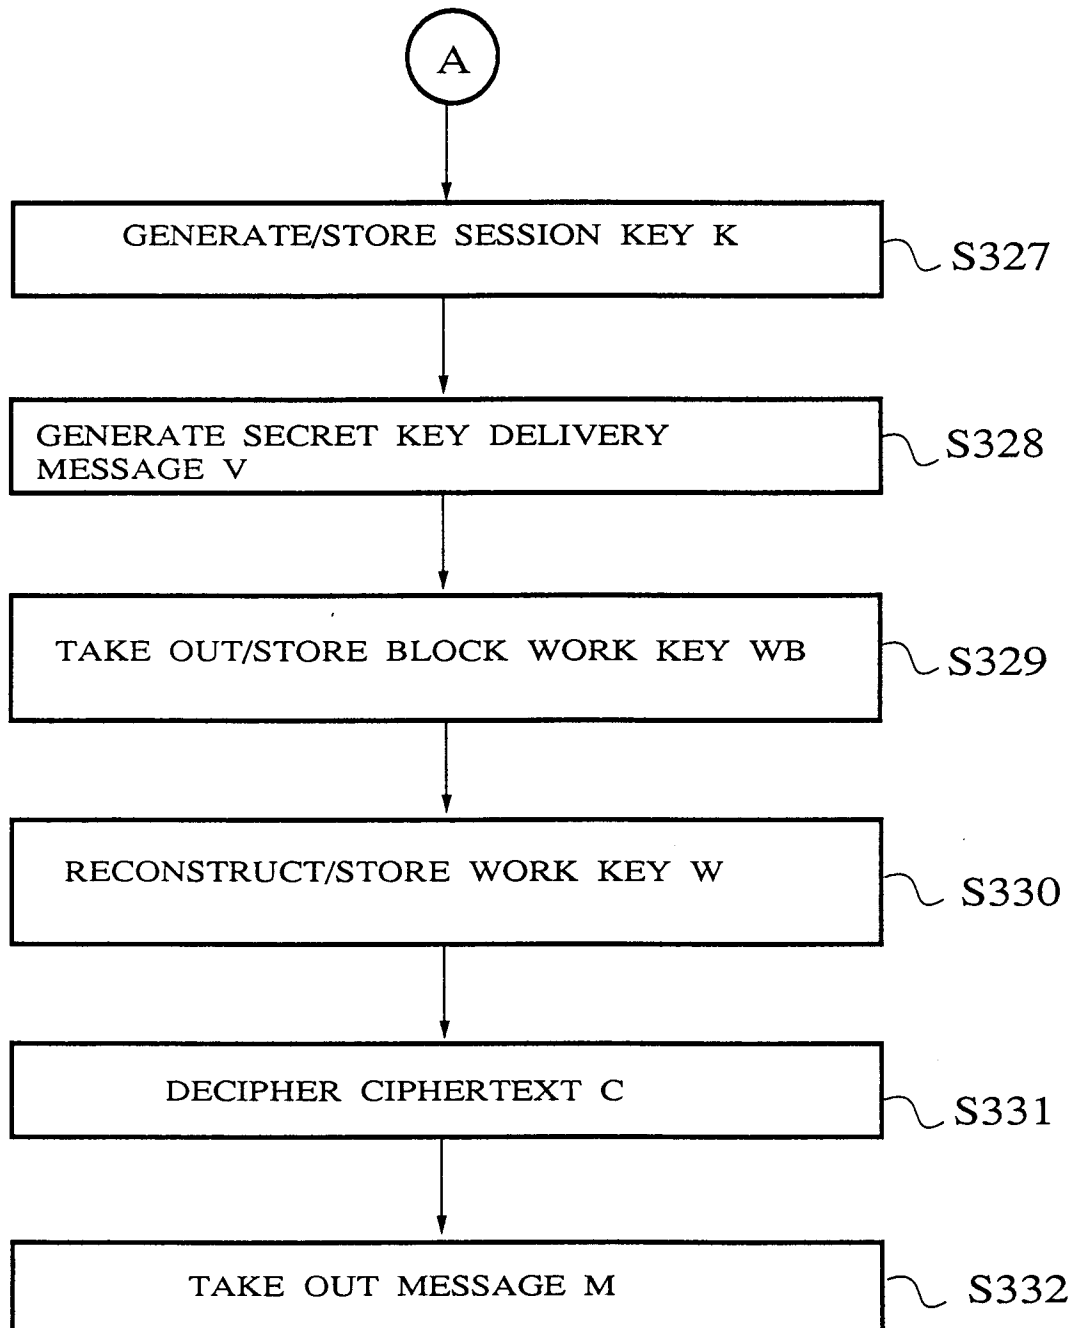 A
GENERATE/STORE SESSION KEY K
S327
GENERATE SECRET KEY DELIVERY
MESSAGE V
S328
TAKE OUT/STORE BLOCK WORK KEY WB
S329
RECONSTRUCT/STORE WORK KEY W
S330
DECIPHER CIPHERTEXT C
S331
TAKE OUT MESSAGE M
S332